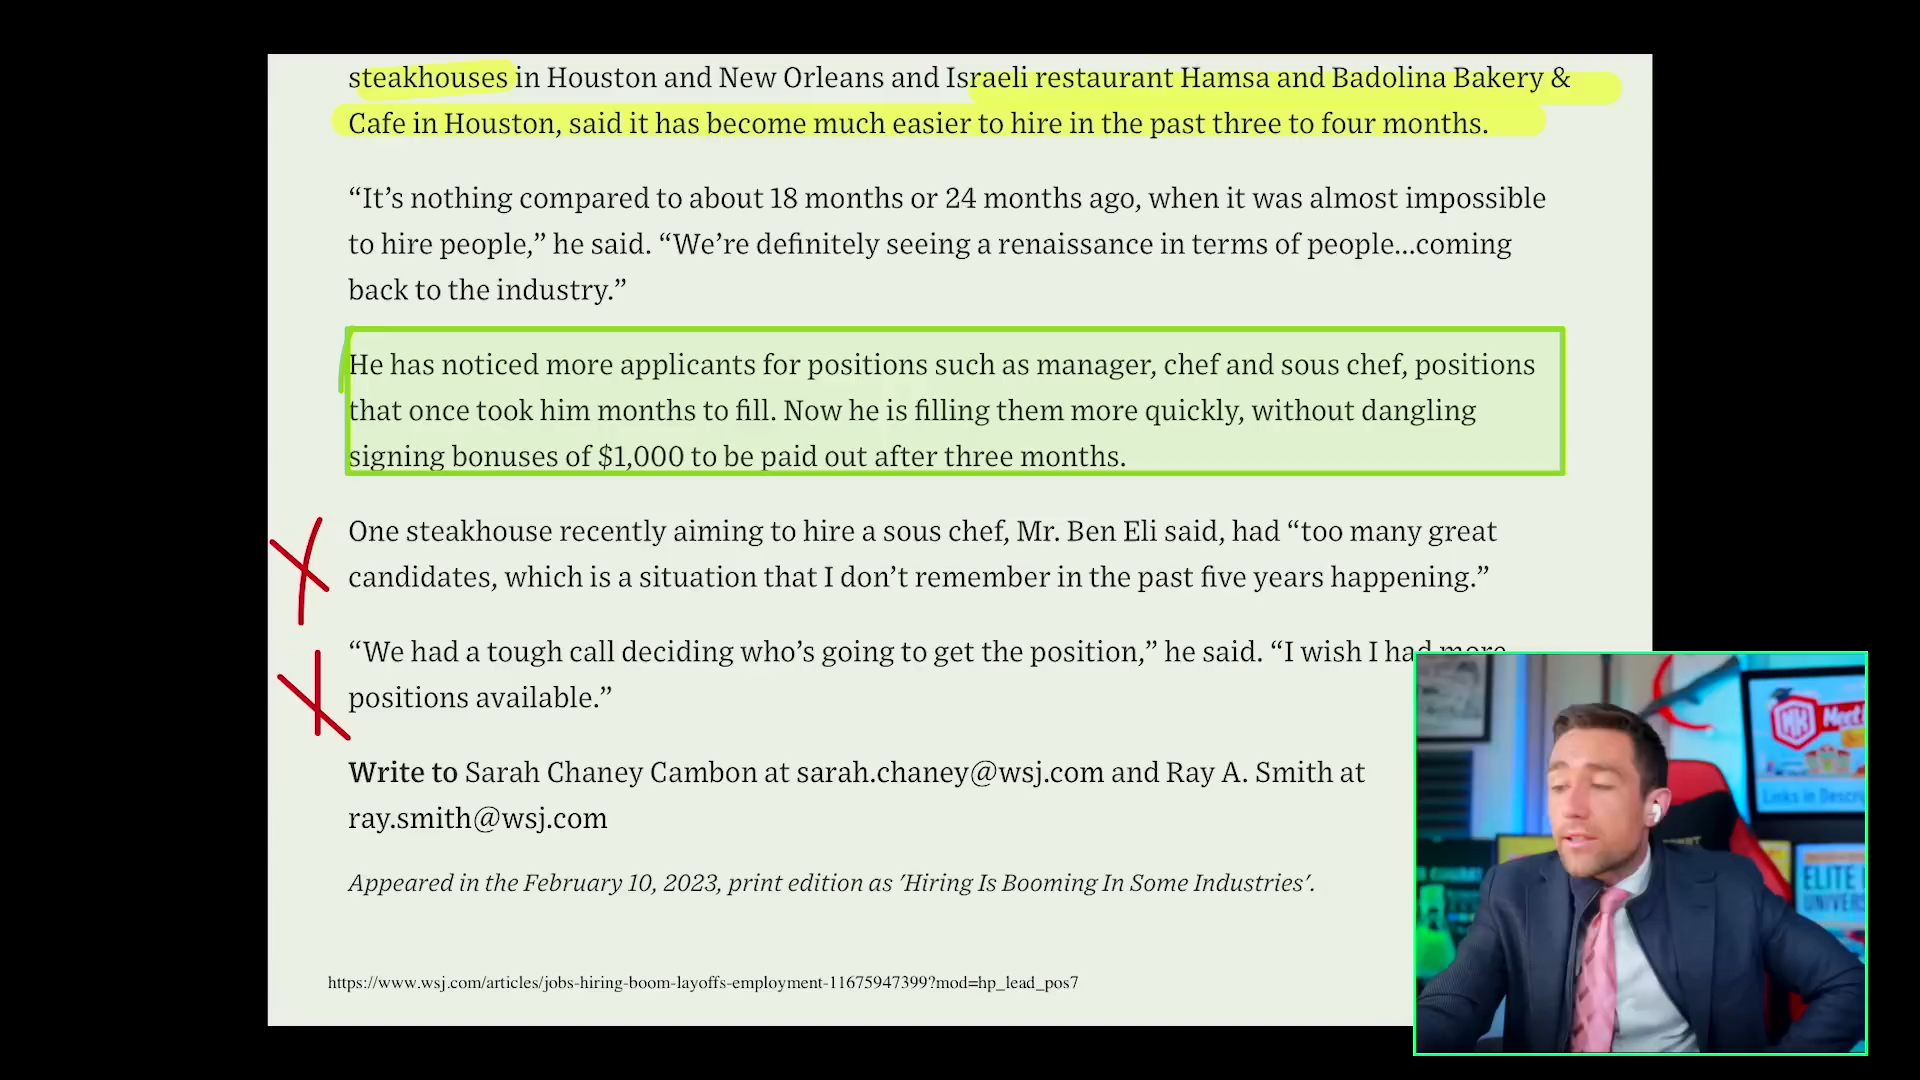 steakhouses in Houston and New Orleans and Israeli restaurant Hamsa and Badolina Bakery &
Cafe in Houston, said it has become much easier to hire in the past three to four months.
“It’s nothing compared to about 18 months or 24 months ago, when it was almost impossible
to hire people,” he said. “We’re definitely seeing a renaissance in terms of people...coming
back to the industry.”
He has noticed more applicants for positions such as manager, chef and sous chef, positions
that once took him months to fill. Now he is filling them more quickly, without dangling
signing bonuses of $1,000 to be paid out after three months.
One steakhouse recently aiming to hire a sous chef, Mr. Ben Eli said, had “too many great
candidates, which is a situation that I don’t remember in the past five years happening.”
“We had a tough call deciding who’s going to get the position,” he said. “I wish I had more
positions available.”
Write to Sarah Chaney Cambon at sarah.chaney@wsj.com and Ray A. Smith at
ray.smith@wsj.com
Appeared in the February 10, 2023, print edition as 'Hiring Is Booming In Some Industries'.
https://www.wsj.com/articles/jobs-hiring-boom-layoffs-employment-11675947399?mod=hp_lead_pos7
MK
Links in
ELITE